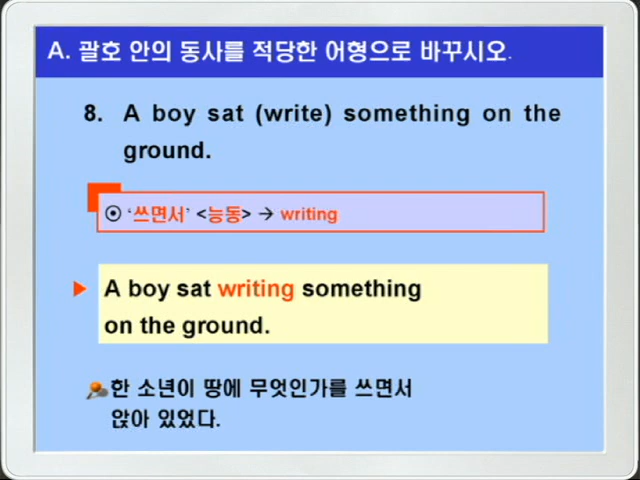 A. 괄호 안의 동사를 적당한 어형으로 바꾸시오.
8. A boy sat (write) something on the
ground.
⊙ ‘쓰면서’ <능동> → writing
▶ A boy sat writing something
on the ground.
한 소년이 땅에 무엇인가를 쓰면서
앉아 있었다.